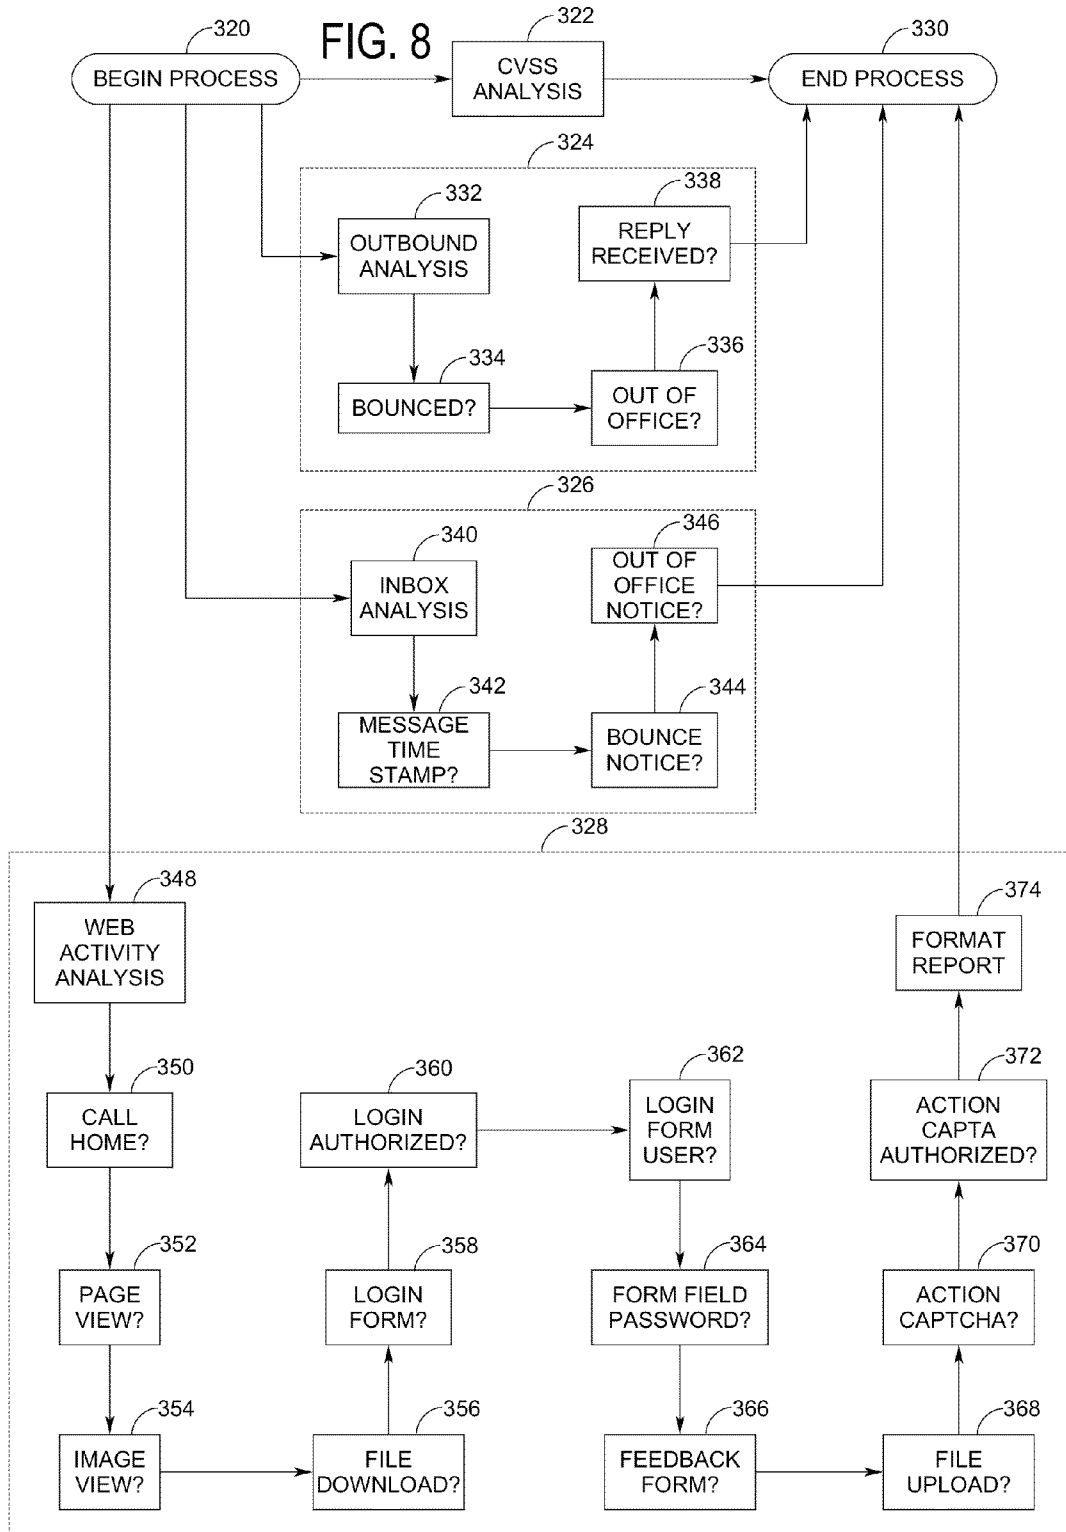 320
FIG. 8
322
330
BEGIN PROCESS
CVSS
ANALYSIS
END PROCESS
324
332
338
OUTBOUND
ANALYSIS
REPLY
RECEIVED?
334
336
BOUNCED?
OUT OF
OFFICE?
326
340
346
INBOX
ANALYSIS
OUT OF
OFFICE
NOTICE?
342
344
MESSAGE
TIME
STAMP?
BOUNCE
NOTICE?
328
348
374
WEB
ACTIVITY
ANALYSIS
FORMAT
REPORT
350
360
362
372
CALL
HOME?
LOGIN
AUTHORIZED?
LOGIN
FORM
USER?
ACTION
CAPTA
AUTHORIZED?
352
358
364
370
PAGE
VIEW?
LOGIN
FORM?
FORM FIELD
PASSWORD?
ACTION
CAPTCHA?
354
356
366
368
IMAGE
VIEW?
FILE
DOWNLOAD?
FEEDBACK
FORM?
FILE
UPLOAD?